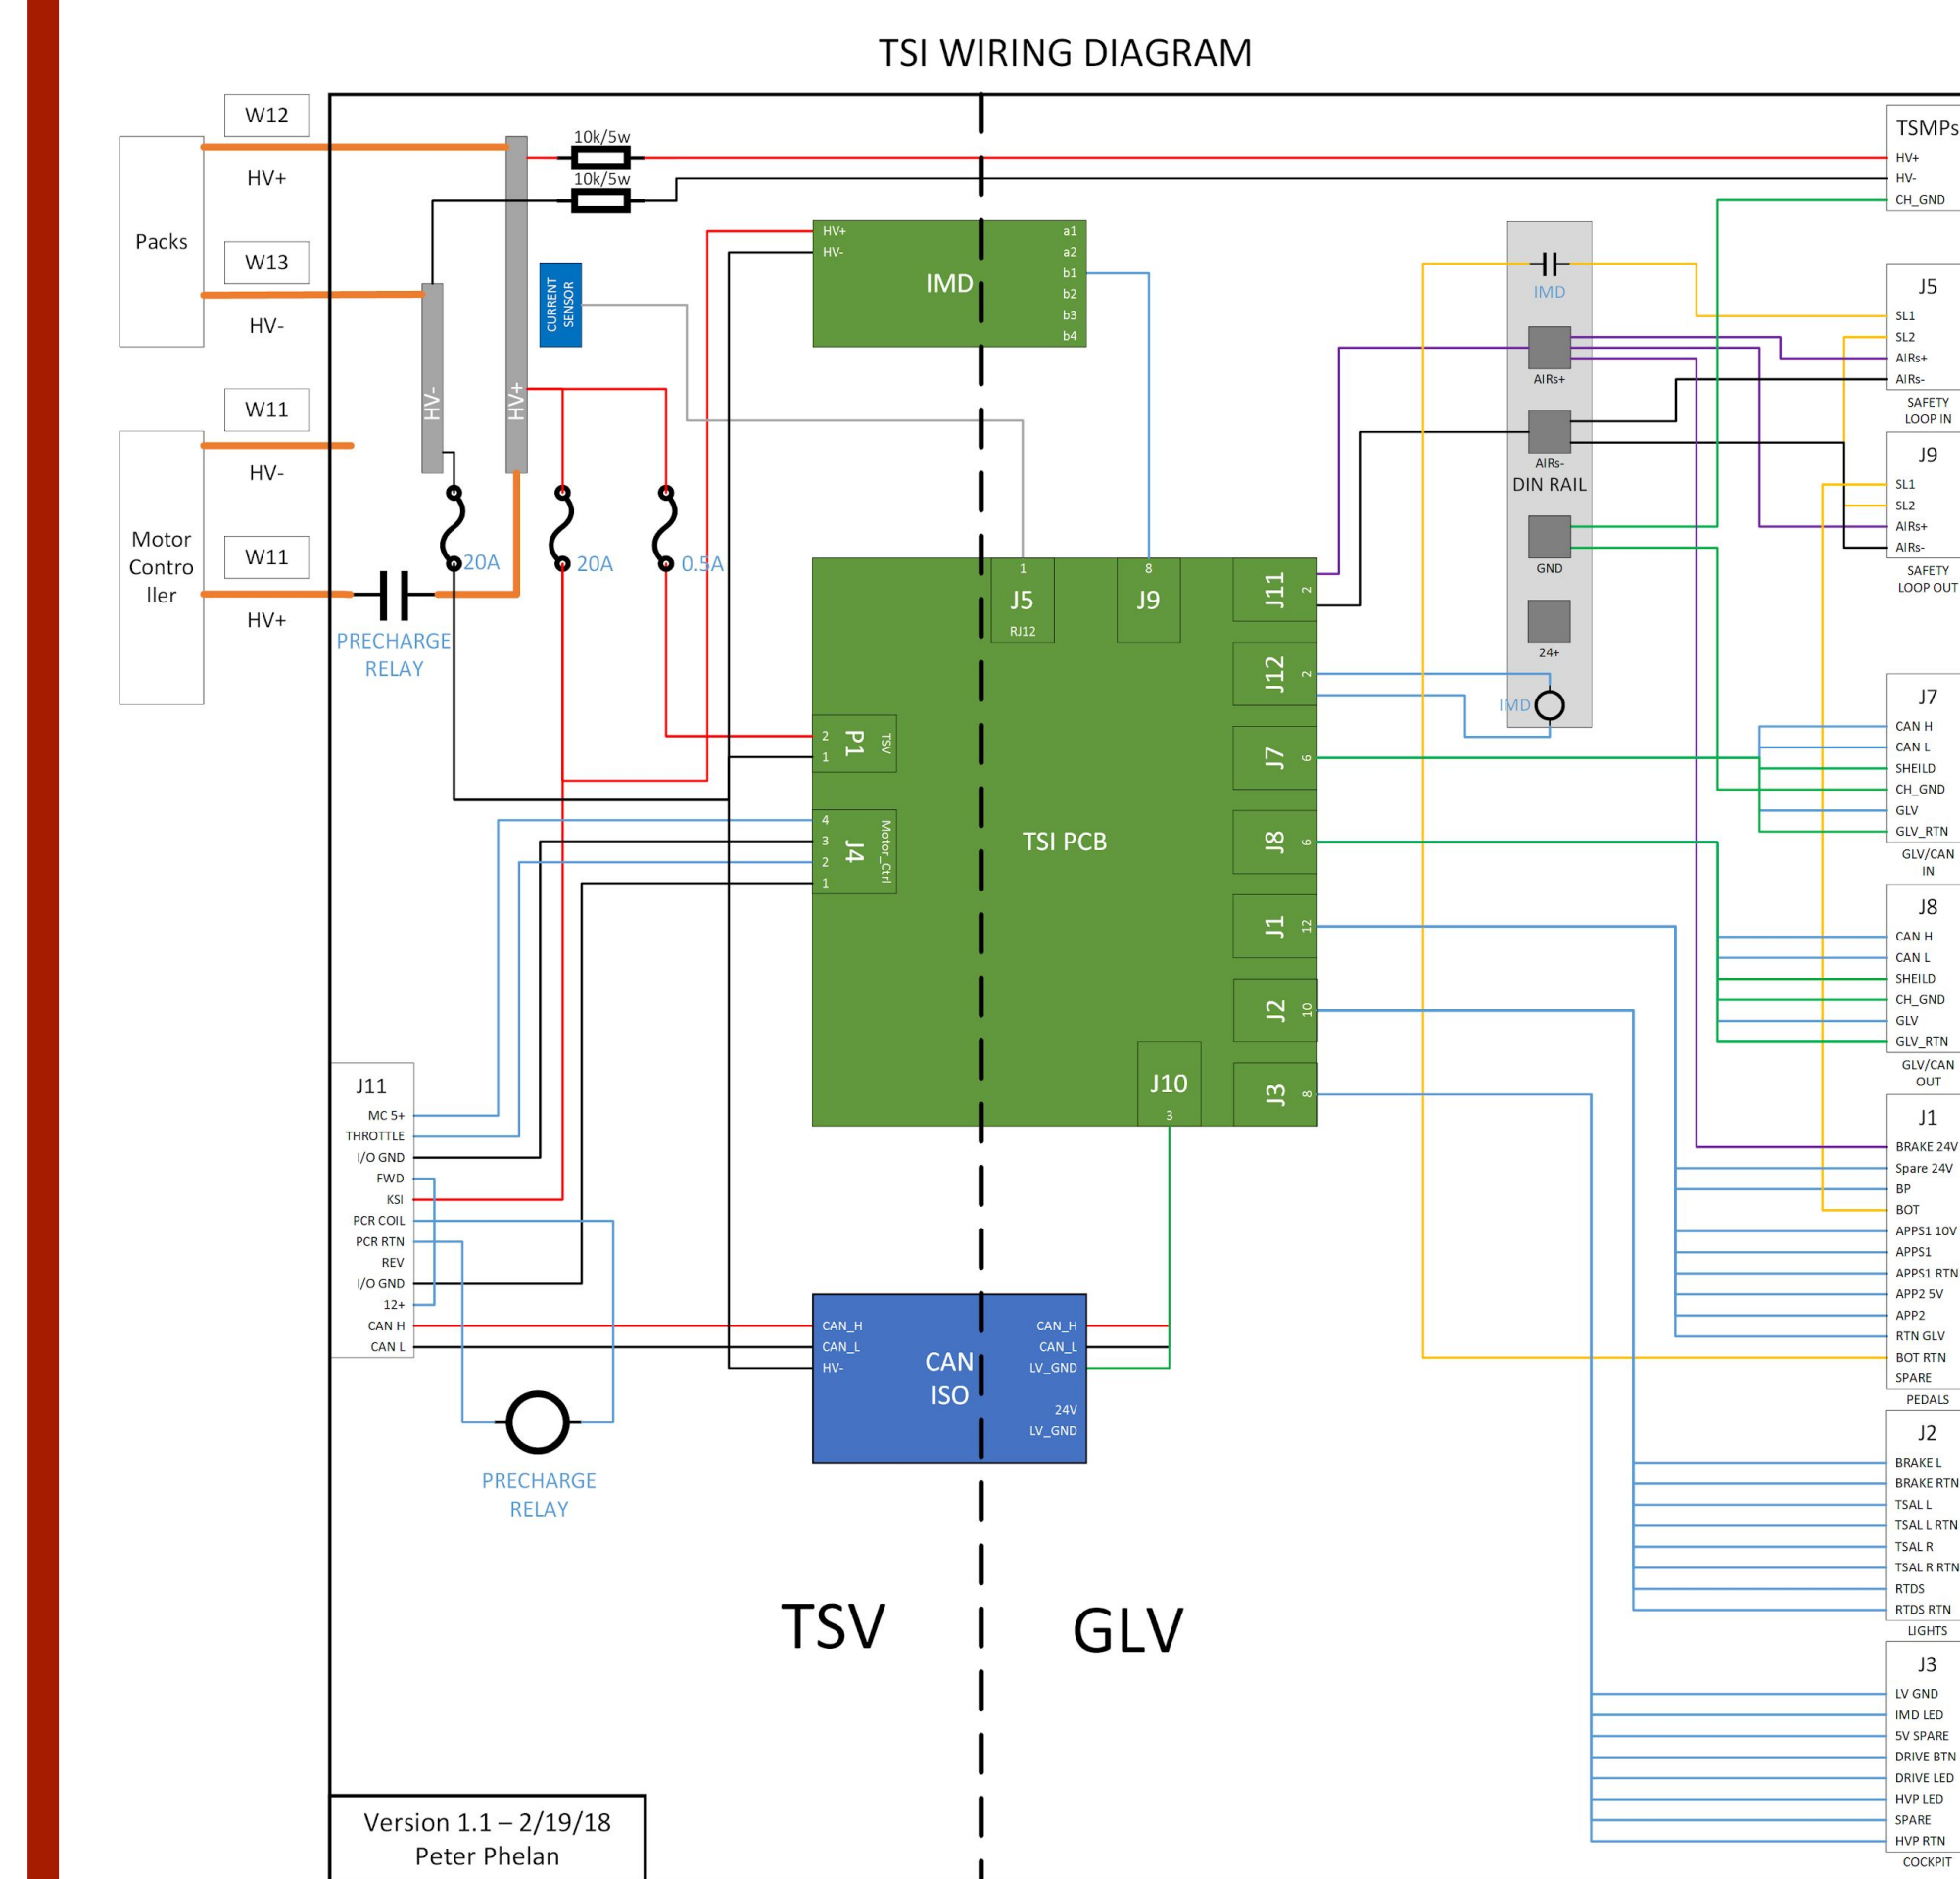 TSI WIRING DIAGRAM
W12
HV+
Packs
W13
HV-
W11
HV-
Motor
Contro
ller
W11
HV+
PRECHARGE
RELAY
HV-
HV+
10k/5w
10k/5w
CURRENT
SENSOR
20A
20A
0.5A
IMD
HV+
HV-
a1
a2
b1
b2
b3
b4
TSI PCB
1
J5
RJ12
8
J9
J11
2
J12
2
J7
6
J8
6
J1
12
J2
10
J3
8
J10
3
P1
TSV
2
1
J4
Motor_Ctrl
4
3
2
1
IMD
AIRs+
AIRs-
DIN RAIL
GND
24+
IMD
J11
MC 5+
THROTTLE
I/O GND
FWD
KSI
PCR COIL
PCR RTN
REV
I/O GND
12+
CAN H
CAN L
PRECHARGE
RELAY
CAN
ISO
CAN_H
CAN_L
HV-
CAN_H
CAN_L
LV_GND
24V
LV_GND
TSV
GLV
TSMPs
HV+
HV-
CH_GND
J5
SL1
SL2
AIRs+
AIRs-
SAFETY
LOOP IN
J9
SL1
SL2
AIRs+
AIRs-
SAFETY
LOOP OUT
J7
CAN H
CAN L
SHEILD
CH_GND
GLV
GLV_RTN
GLV/CAN
IN
J8
CAN H
CAN L
SHEILD
CH_GND
GLV
GLV_RTN
GLV/CAN
OUT
J1
BRAKE 24V
Spare 24V
BP
BOT
APPS1 10V
APPS1
APPS1 RTN
APP2 5V
APP2
RTN GLV
BOT RTN
SPARE
PEDALS
J2
BRAKE L
BRAKE RTN
TSAL L
TSAL L RTN
TSAL R
TSAL R RTN
RTDS
RTDS RTN
LIGHTS
J3
LV GND
IMD LED
5V SPARE
DRIVE BTN
DRIVE LED
HVP LED
SPARE
HVP RTN
COCKPIT
Version 1.1 – 2/19/18
Peter Phelan